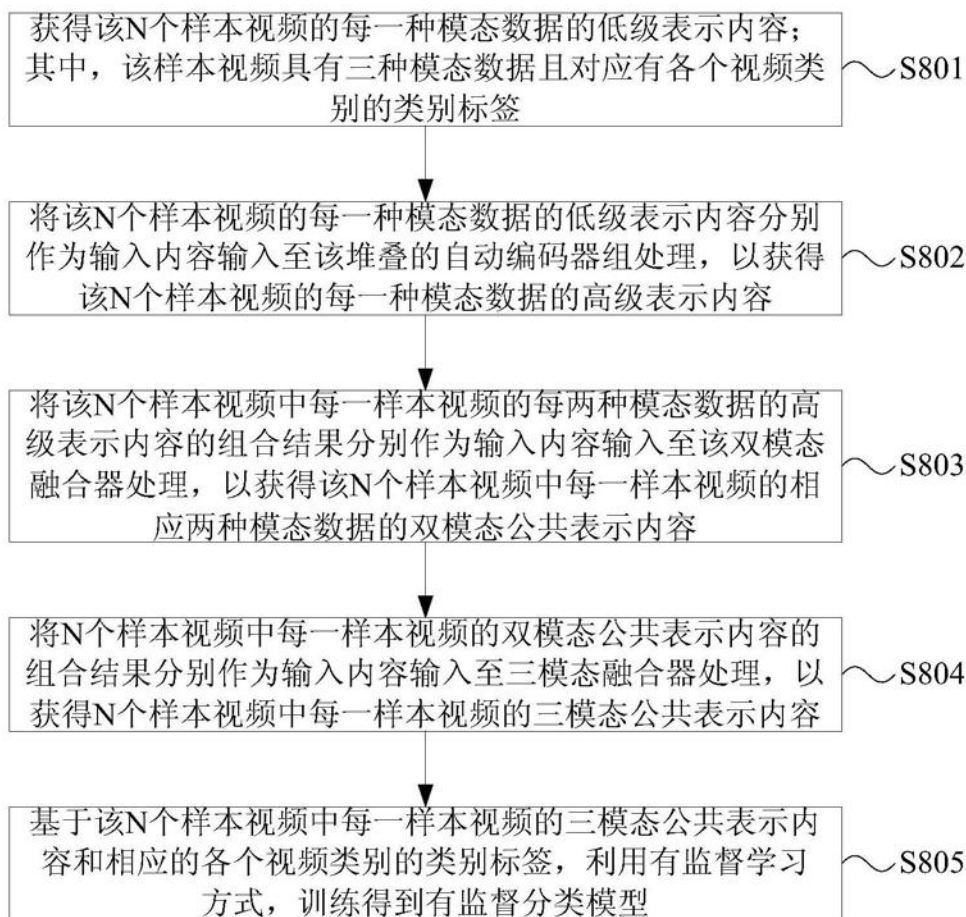 获得该N个样本视频的每一种模态数据的低级表示内容;
其中，该样本视频具有三种模态数据且对应有各个视频类
别的类别标签
S801
将该N个样本视频的每一种模态数据的低级表示内容分别
作为输入内容输入至该堆叠的自动编码器组处理，以获得
该N个样本视频的每一种模态数据的高级表示内容
S802
将该N个样本视频中每一样本视频的每两种模态数据的高
级表示内容的组合结果分别作为输入内容输入至该双模态
融合器处理，以获得该N个样本视频中每一样本视频的相
应两种模态数据的双模态公共表示内容
S803
将N个样本视频中每一样本视频的双模态公共表示内容的
组合结果分别作为输入内容输入至三模态融合器处理，以
获得N个样本视频中每一样本视频的三模态公共表示内容
S804
基于该N个样本视频中每一样本视频的三模态公共表示内
容和相应的各个视频类别的类别标签，利用有监督学习
方式，训练得到有监督分类模型
S805